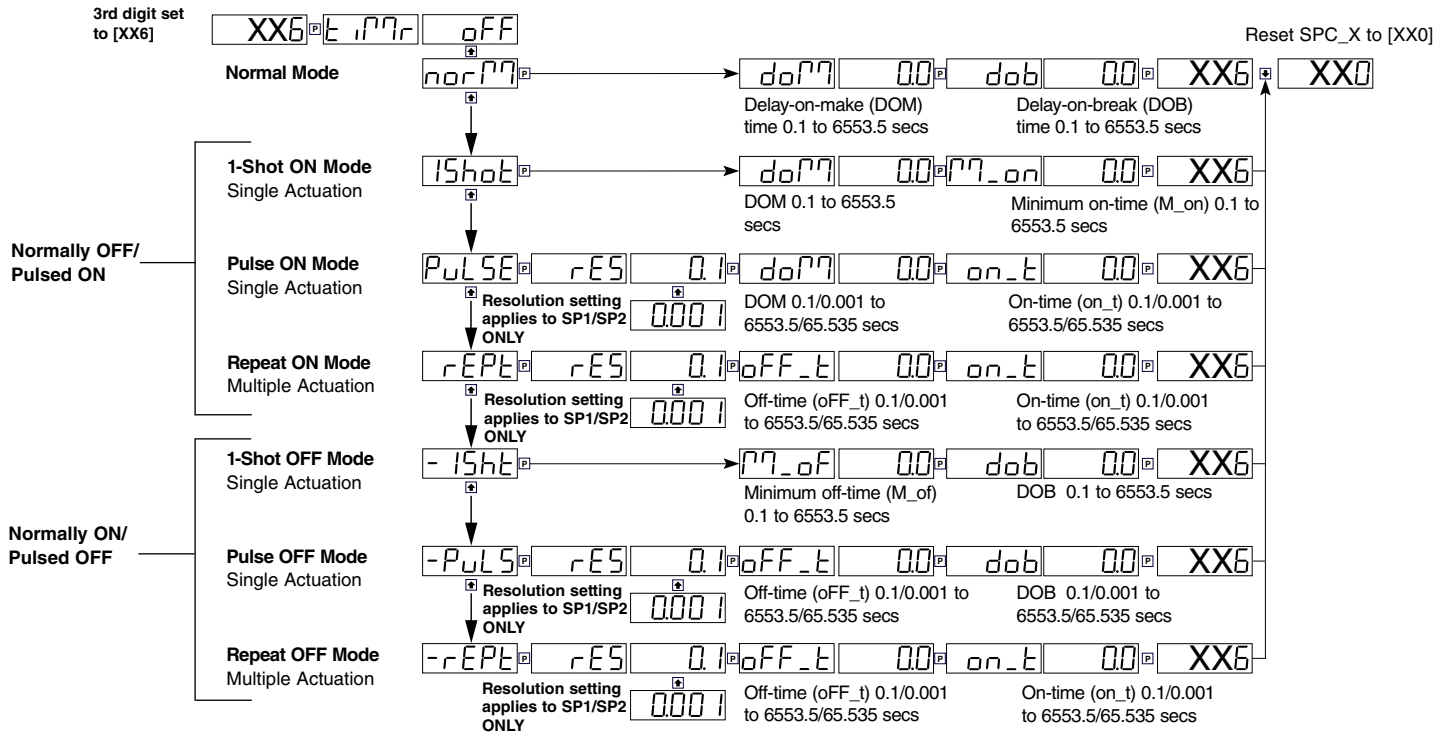 3rd digit set
to [XX6]
XX6 P tiMr oFF
Reset SPC_X to [XX0]
Normal Mode
norM P doM 0.0 P dob 0.0 P XX6 XX0
Delay-on-make (DOM)
time 0.1 to 6553.5 secs
Delay-on-break (DOB)
time 0.1 to 6553.5 secs
1-Shot ON Mode
Single Actuation
1Shot P doM 0.0 P M_on 0.0 P XX6
DOM 0.1 to 6553.5
secs
Minimum on-time (M_on) 0.1 to
6553.5 secs
Normally OFF/
Pulsed ON
Pulse ON Mode
Single Actuation
PuLSE P rES 0.1 P doM 0.0 P on_t 0.0 P XX6
Resolution setting
applies to SP1/SP2
ONLY
0.001
DOM 0.1/0.001 to
6553.5/65.535 secs
On-time (on_t) 0.1/0.001 to
6553.5/65.535 secs
Repeat ON Mode
Multiple Actuation
rEPt P rES 0.1 P oFF_t 0.0 P on_t 0.0 P XX6
Resolution setting
applies to SP1/SP2
ONLY
0.001
Off-time (oFF_t) 0.1/0.001
to 6553.5/65.535 secs
On-time (on_t) 0.1/0.001
to 6553.5/65.535 secs
1-Shot OFF Mode
Single Actuation
-1Sht P M_oF 0.0 P dob 0.0 P XX6
Minimum off-time (M_of)
0.1 to 6553.5 secs
DOB 0.1 to 6553.5 secs
Normally ON/
Pulsed OFF
Pulse OFF Mode
Single Actuation
-PuLS P rES 0.1 P oFF_t 0.0 P dob 0.0 P XX6
Resolution setting
applies to SP1/SP2
ONLY
0.001
Off-time (oFF_t) 0.1/0.001 to
6553.5/65.535 secs
DOB 0.1/0.001 to
6553.5/65.535 secs
Repeat OFF Mode
Multiple Actuation
-rEPt P rES 0.1 P oFF_t 0.0 P on_t 0.0 P XX6
Resolution setting
applies to SP1/SP2
ONLY
0.001
Off-time (oFF_t) 0.1/0.001
to 6553.5/65.535 secs
On-time (on_t) 0.1/0.001
to 6553.5/65.535 secs